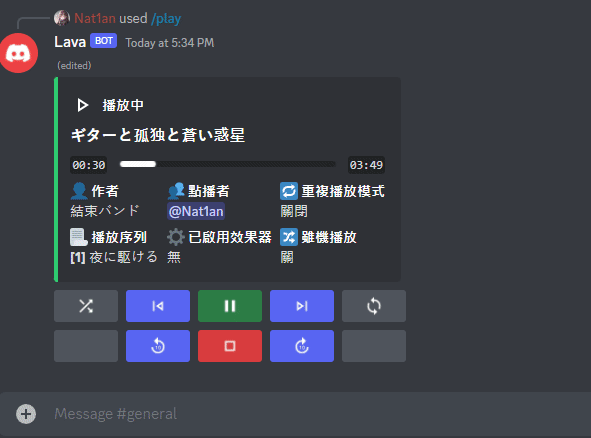 Nat1an used /play
Lava BOT Today at 5:34 PM
(edited)
播放中
ギターと孤独と蒼い惑星
00:30 03:49
作者 點播者 重複播放模式
結束バンド @Nat1an 關閉
播放序列 已啟用效果器 雞機播放
[1] 夜に駆ける 無 關
10 10
Message #general